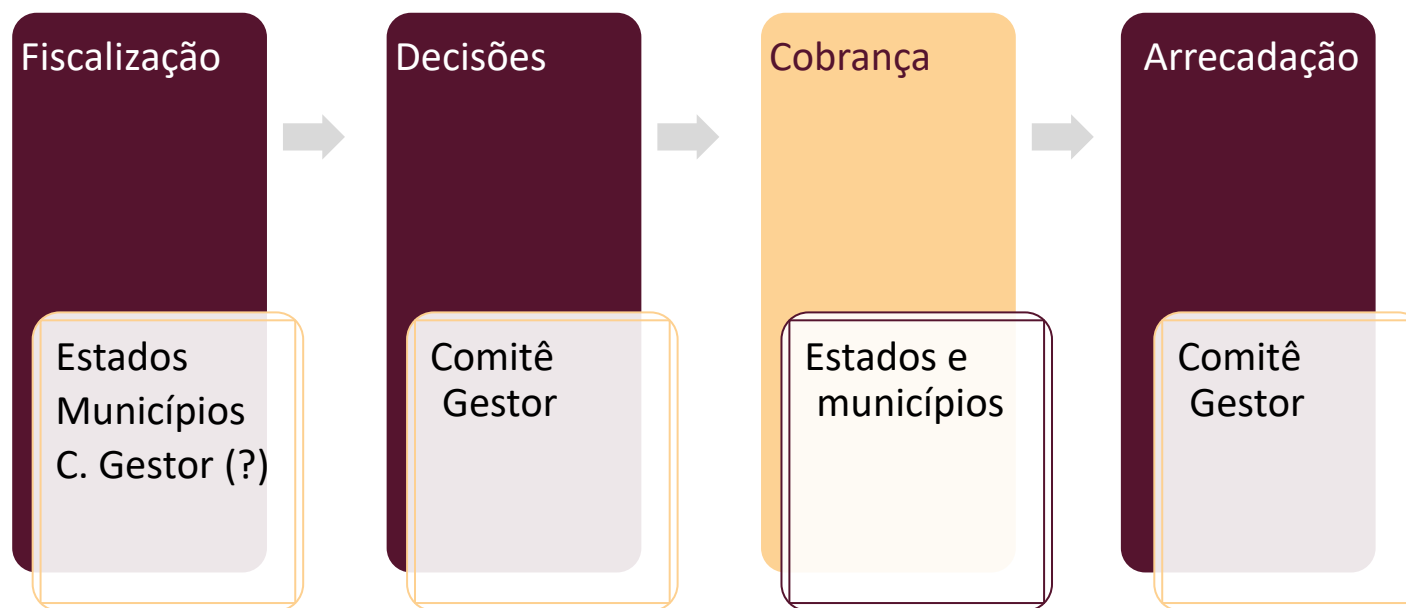 Fiscalização
Estados
Municípios
C. Gestor (?)
Decisões
Comitê
Gestor
Cobrança
Estados e
municípios
Arrecadação
Comitê
Gestor